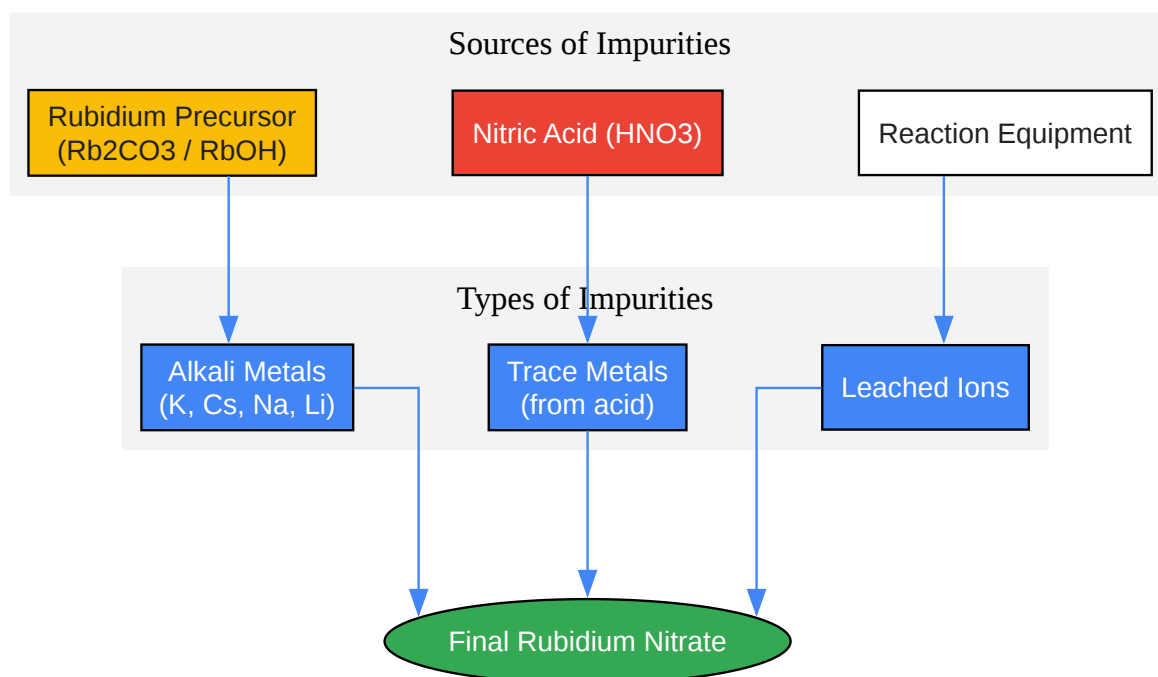 Sources of Impurities
Rubidium Precursor
(Rb2CO3 / RbOH)
Nitric Acid (HNO3)
Reaction Equipment
Types of Impurities
Alkali Metals
(K, Cs, Na, Li)
Trace Metals
(from acid)
Leached Ions
Final Rubidium Nitrate